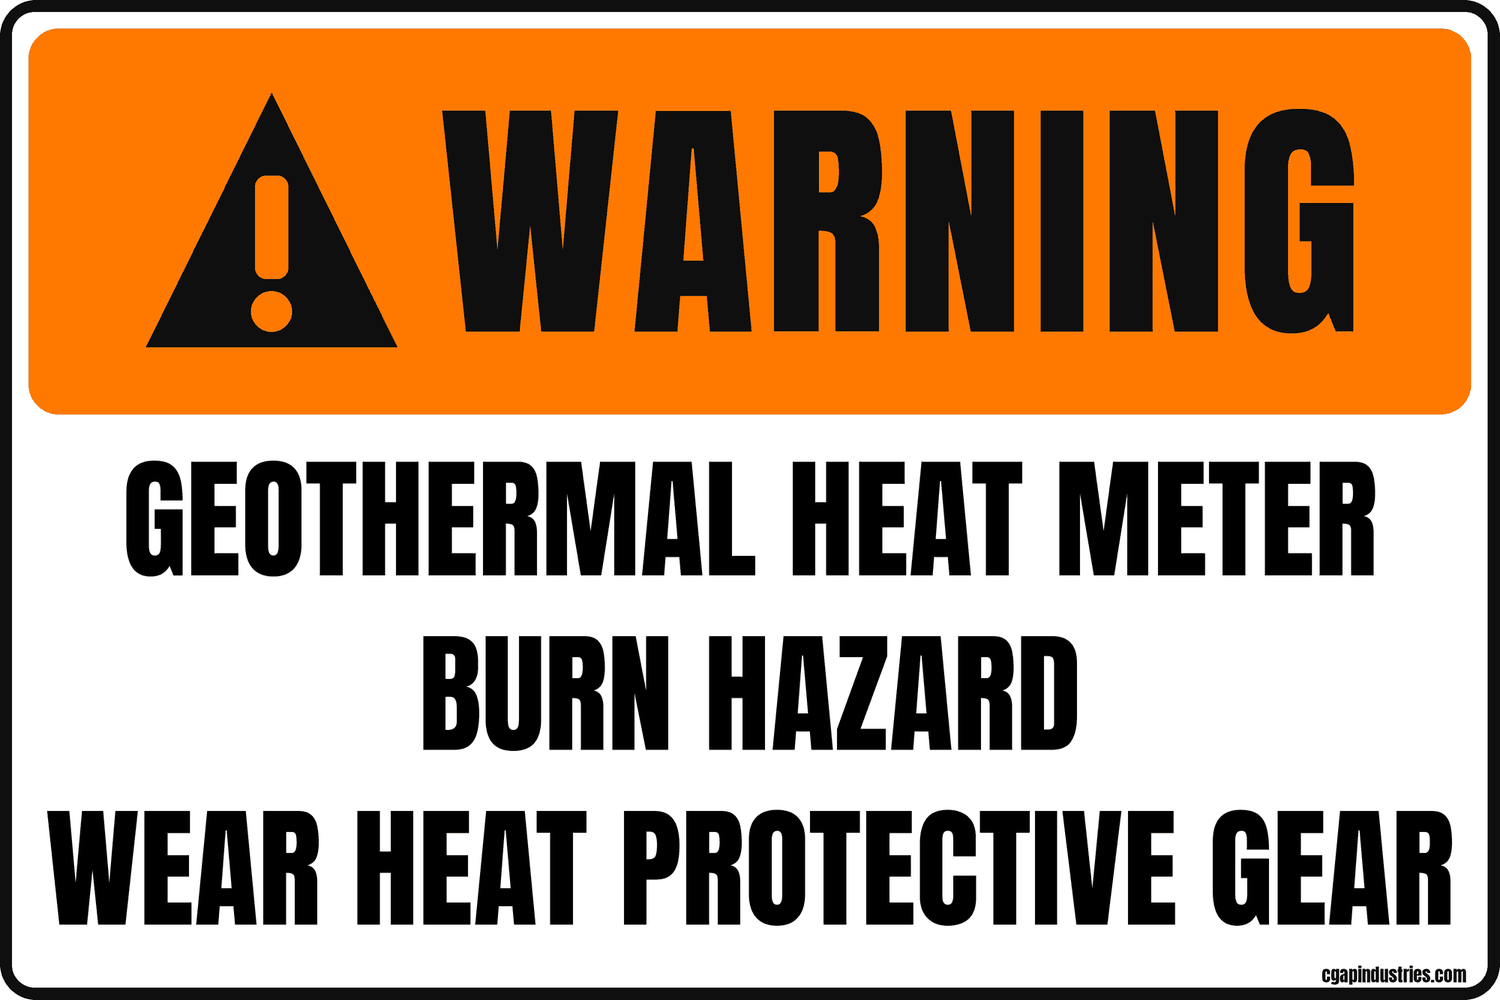 WARNING
GEOTHERMAL HEAT METER
BURN HAZARD
WEAR HEAT PROTECTIVE GEAR
cgapindustries.com